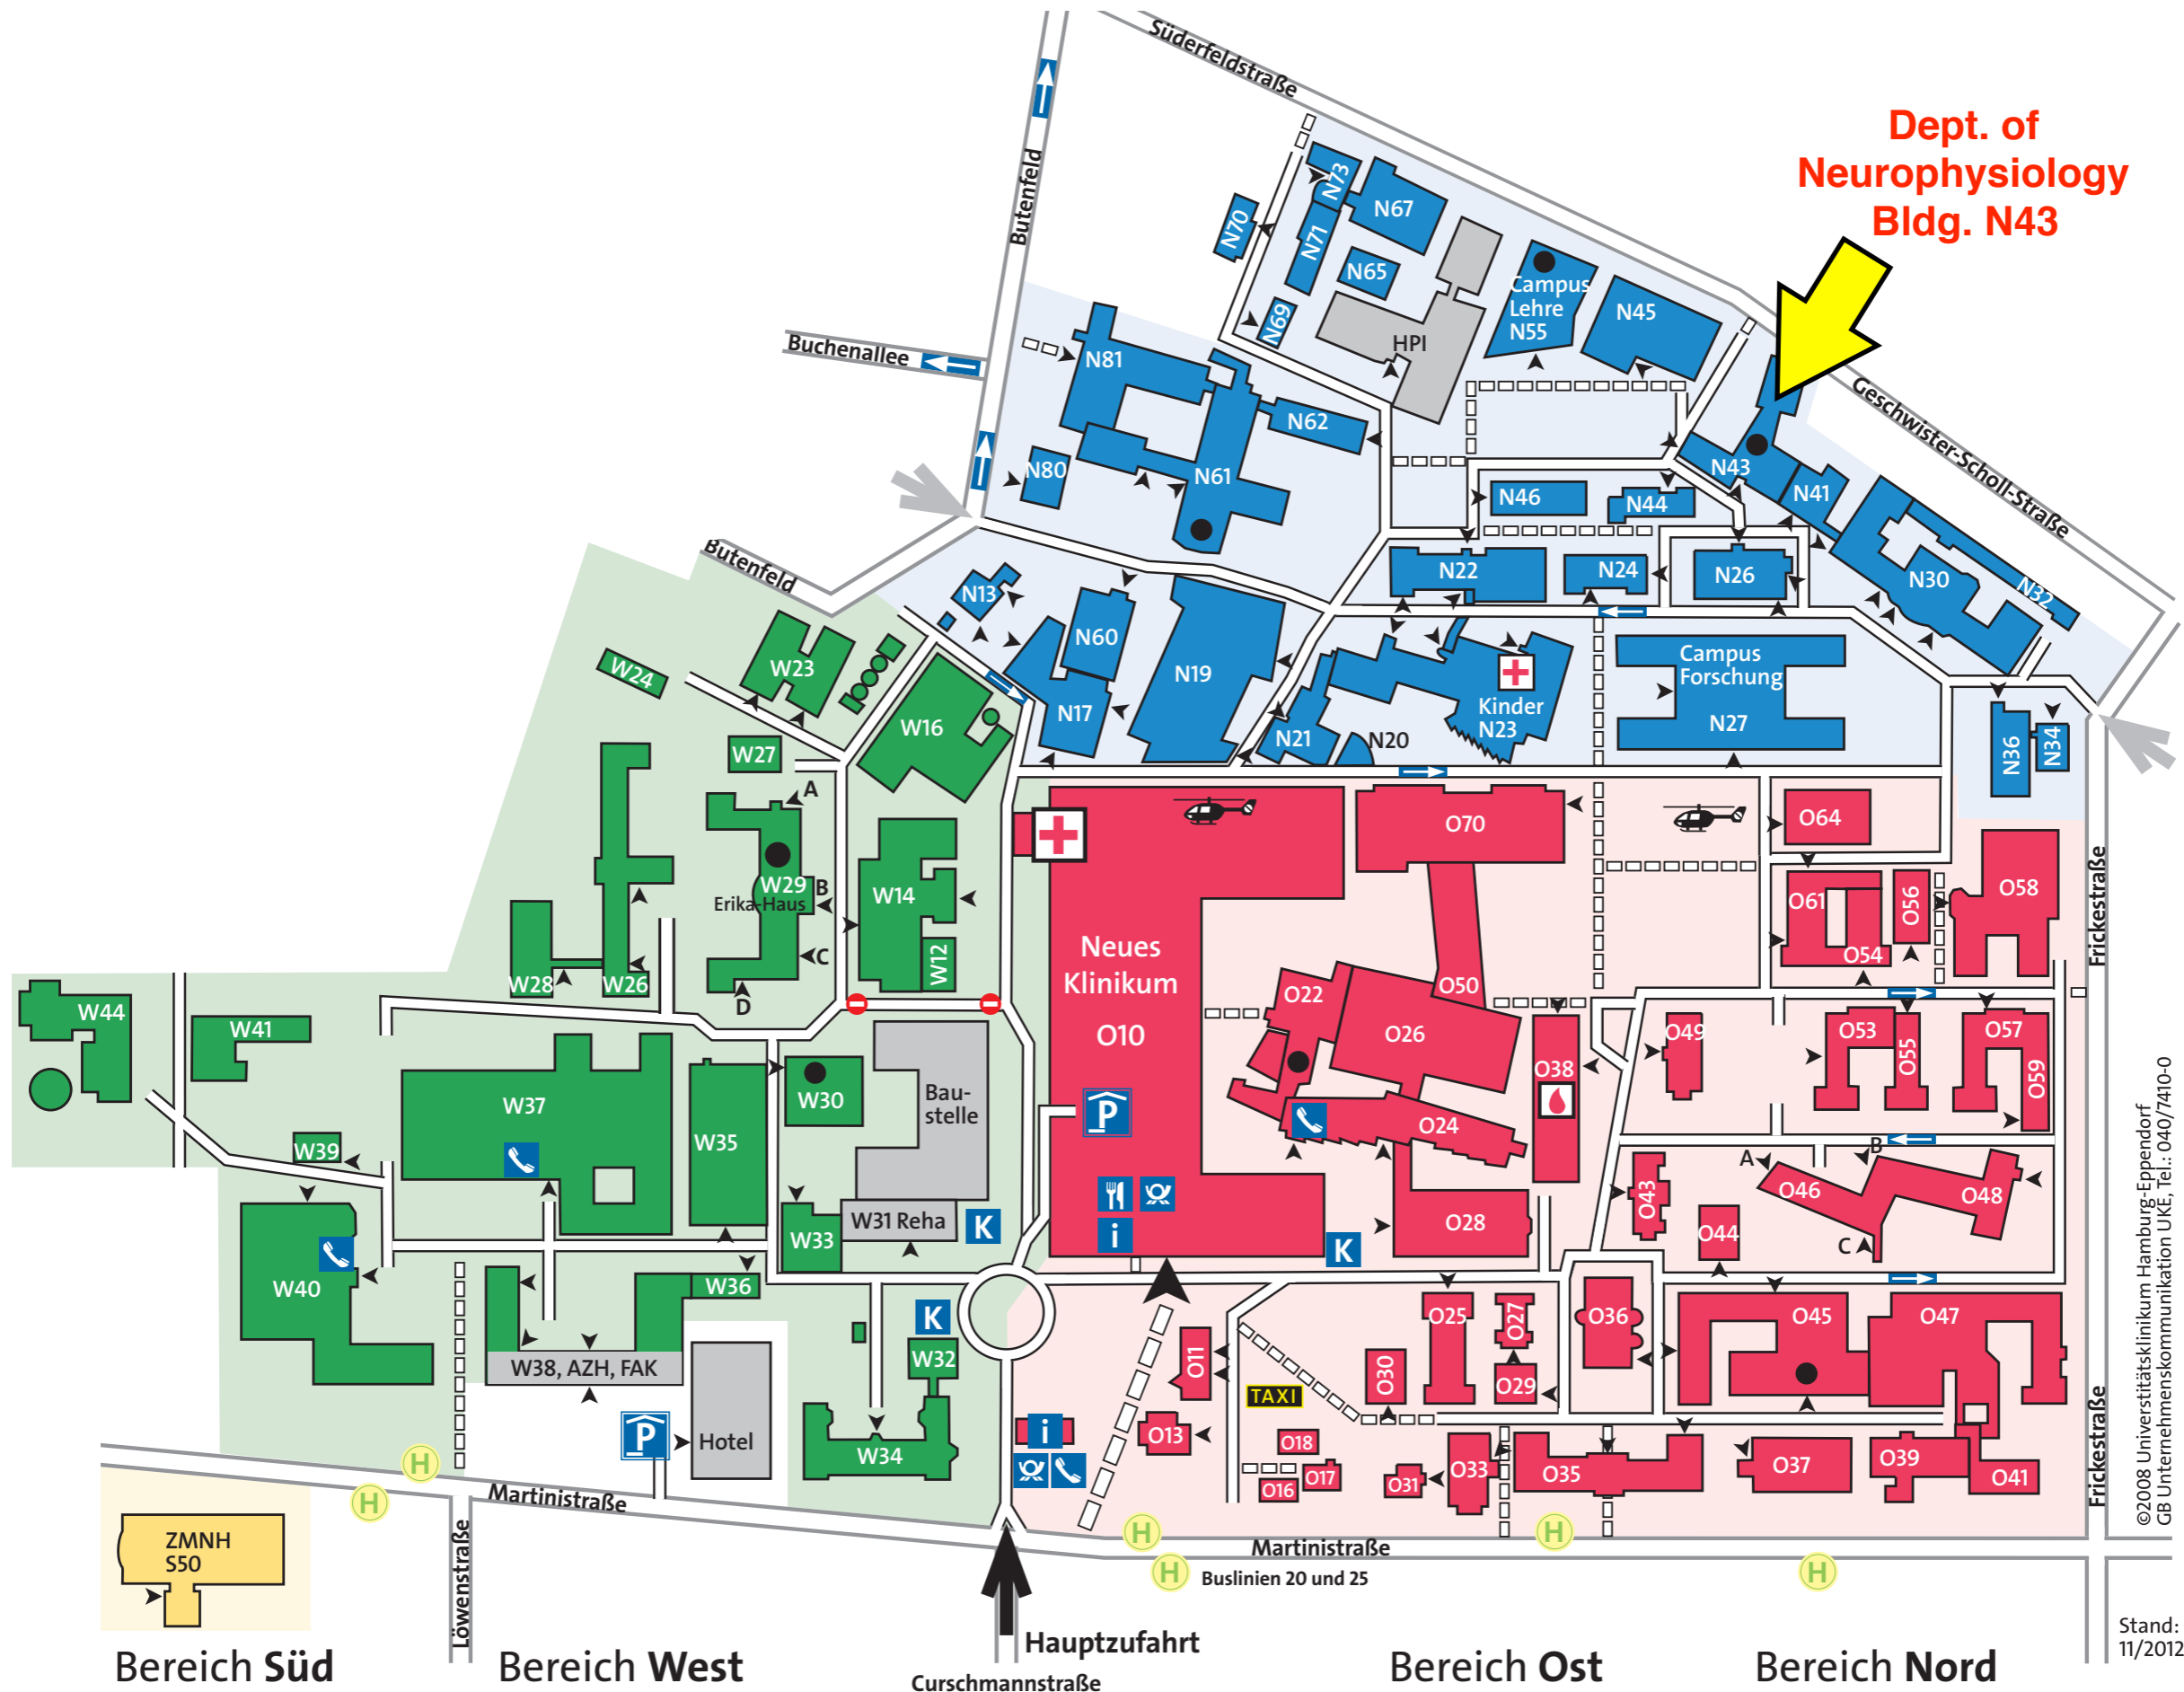 Süderfeldstraße
Dept. of
Neurophysiology
Bldg. N43
Butenfeld
N73
N67
N70
N71
N65
N69
HPI
Campus
Lehre
N55
N45
Buchenallee
N81
N62
N80
N61
N46
N44
N43
N41
Geschwister-Scholl-Straße
Butenfeld
N13
N60
N17
N19
N22
N24
N26
N30
N32
Campus
Forschung
N27
Kinder
N23
N21
N20
N36
N34
W24
W23
W16
W27
A
W29
Erika-Haus
B
C
D
W14
W12
W28
W26
W44
W41
W37
W35
W30
Bau-
stelle
W39
W40
W33
W31 Reha
K
W36
W38, AZH, FAK
K
W32
W34
P
Hotel
Neues
Klinikum
O10
P
i
K
O70
O64
O50
O22
O26
O24
O38
O28
O61
O54
O56
O58
O49
O53
O55
O57
O59
O43
O44
A
B
O46
O48
C
O25
O27
O29
O30
O36
O45
O47
O11
O13
TAXI
O18
O17
O16
O31
O33
O35
O37
O39
O41
i
Frickestraße
Frickestraße
H
H
H
H
H
H
Martinistraße
Martinistraße
Buslinien 20 und 25
Löwenstraße
ZMNH
S50
Hauptzufahrt
Curschmannstraße
Bereich Süd
Bereich West
Bereich Ost
Bereich Nord
©2008 Universtitätsklinikum Hamburg-Eppendorf
GB Unternehmenskommunikation UKE, Tel.: 040/7410-0
Stand:
11/2012